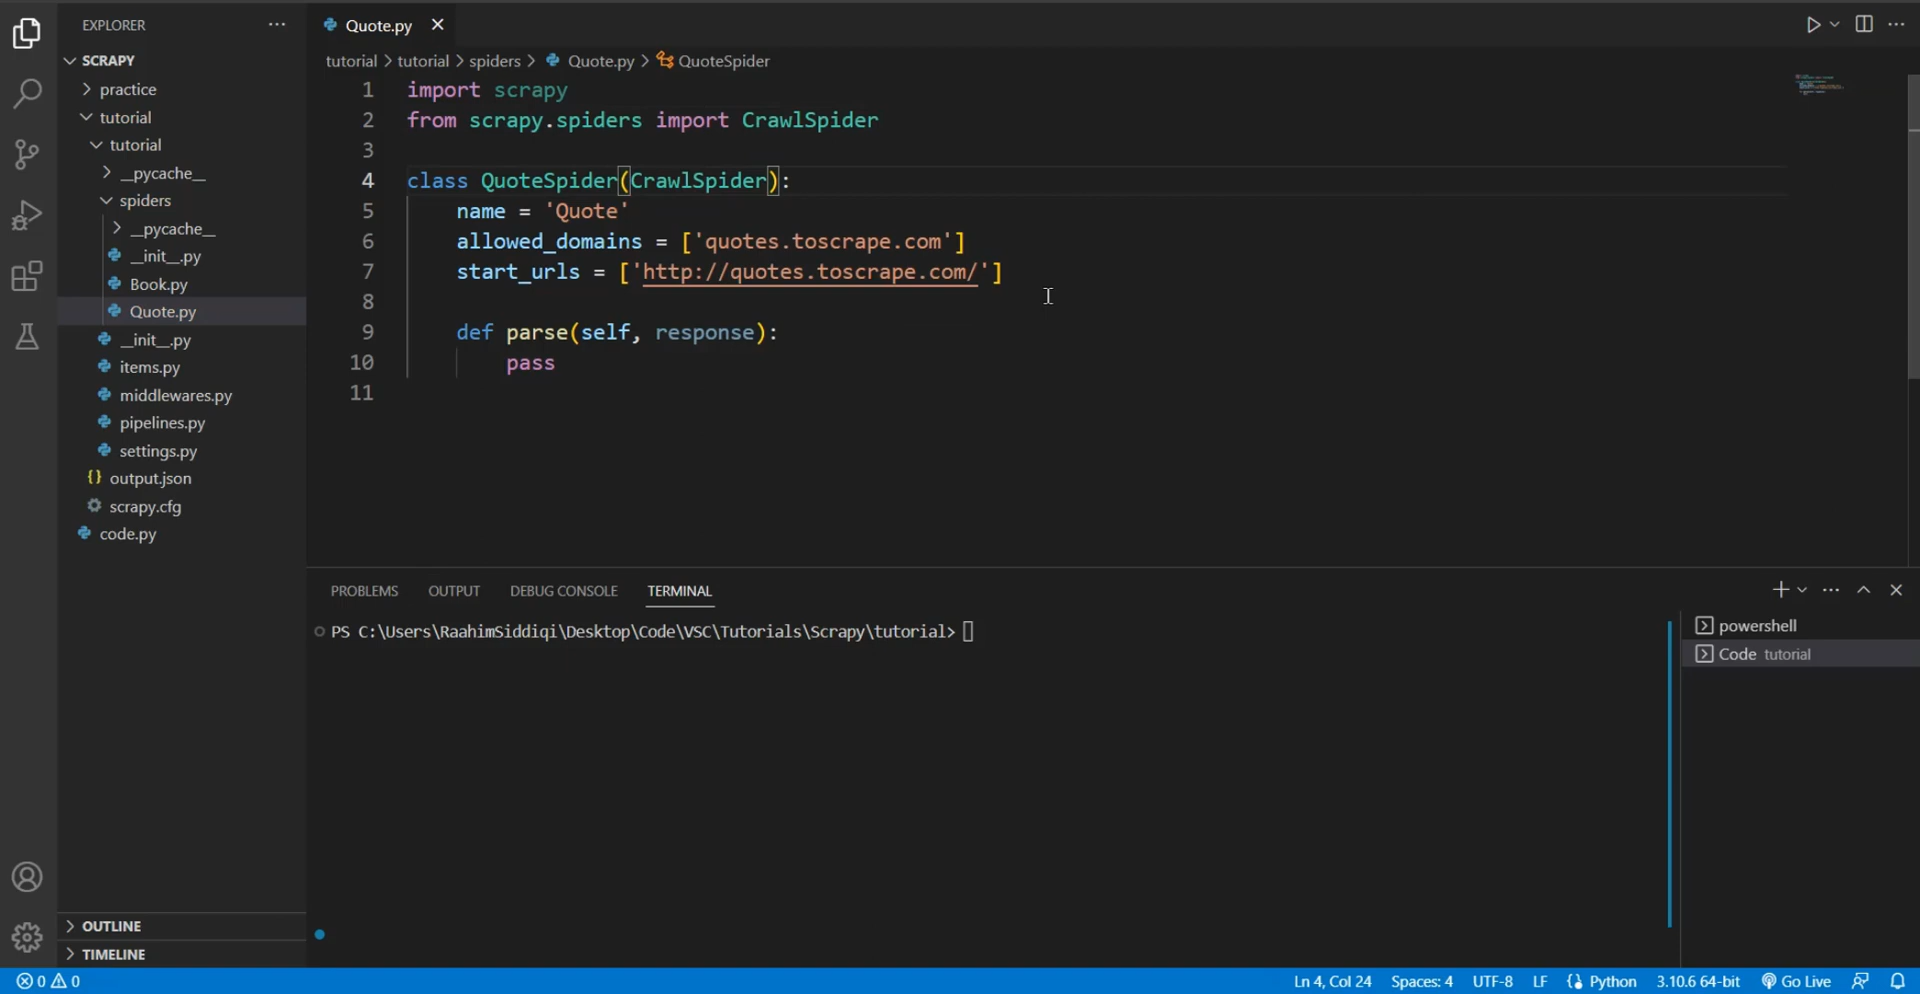 EXPLORER
SCRAPY
practice
tutorial
tutorial
__pycache__
spiders
__pycache__
__init__.py
Book.py
Quote.py
__init__.py
items.py
middlewares.py
pipelines.py
settings.py
{} output.json
scrapy.cfg
code.py
OUTLINE
TIMELINE
Quote.py
tutorial > tutorial > spiders > Quote.py > QuoteSpider
1 import scrapy
2 from scrapy.spiders import CrawlSpider
3
4 class QuoteSpider(CrawlSpider):
5 name = 'Quote'
6 allowed_domains = ['quotes.toscrape.com']
7 start_urls = ['http://quotes.toscrape.com/']
8
9 def parse(self, response):
10 pass
11
PROBLEMS OUTPUT DEBUG CONSOLE TERMINAL
PS C:\Users\RaahimSiddiqi\Desktop\Code\VSC\Tutorials\Scrapy\tutorial>
powershell
Code tutorial
0 0 Ln 4, Col 24 Spaces: 4 UTF-8 LF {} Python 3.10.6 64-bit Go Live